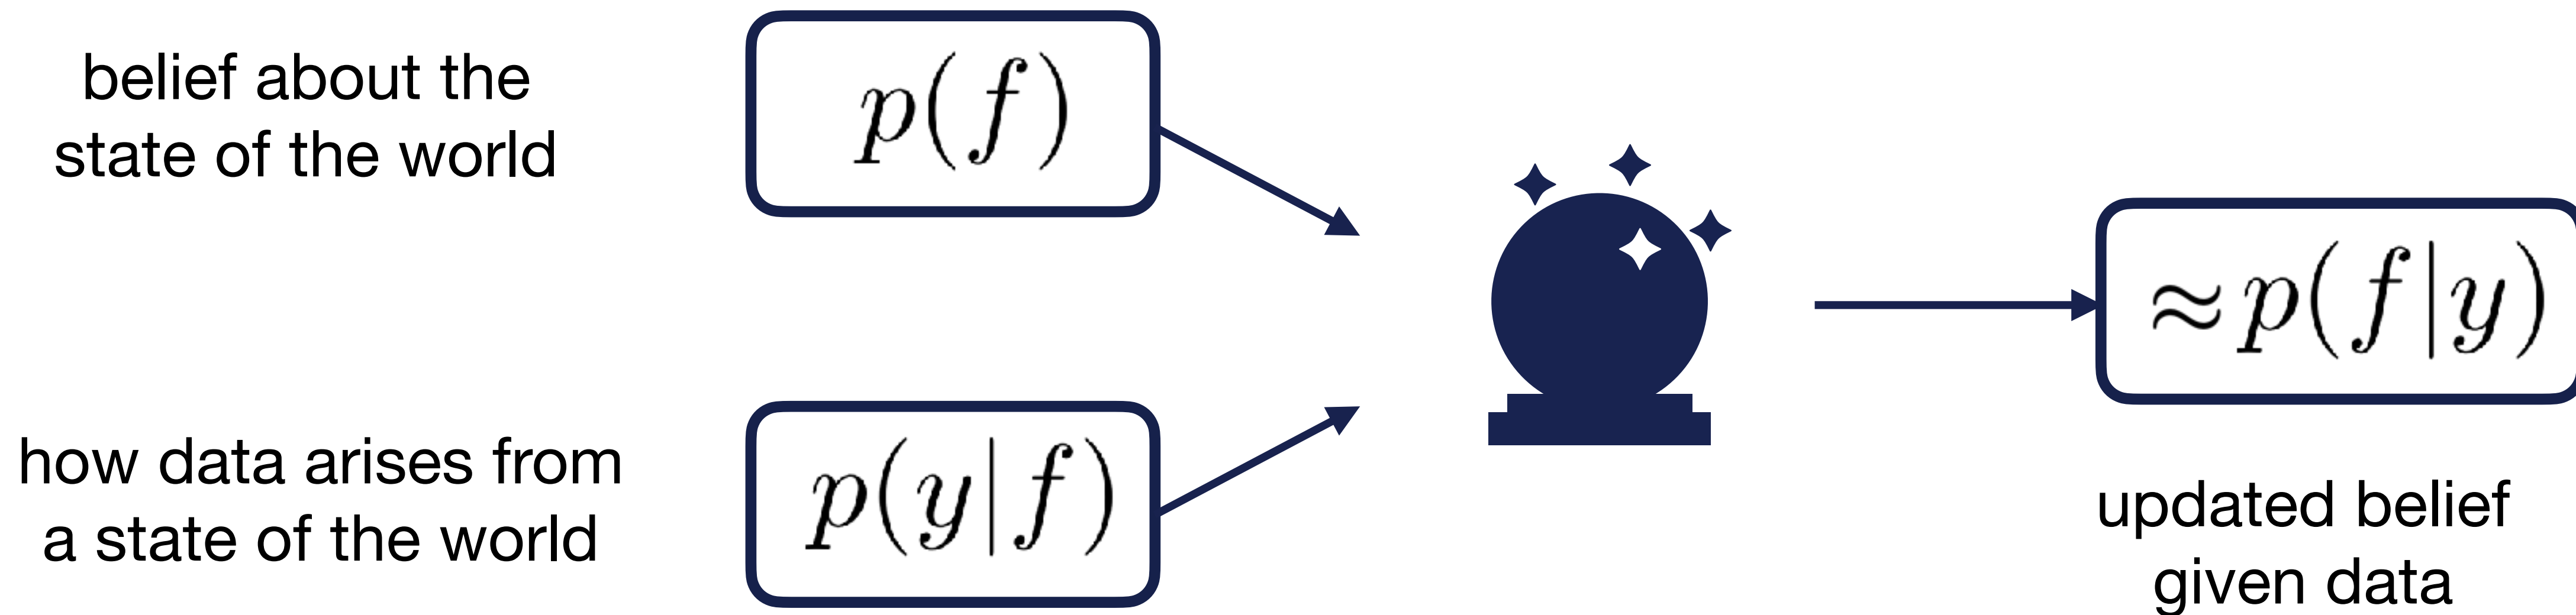 belief about the
state of the world
p(f)
how data arises from
a state of the world
p(y|f)
≈p(f|y)
updated belief
given data